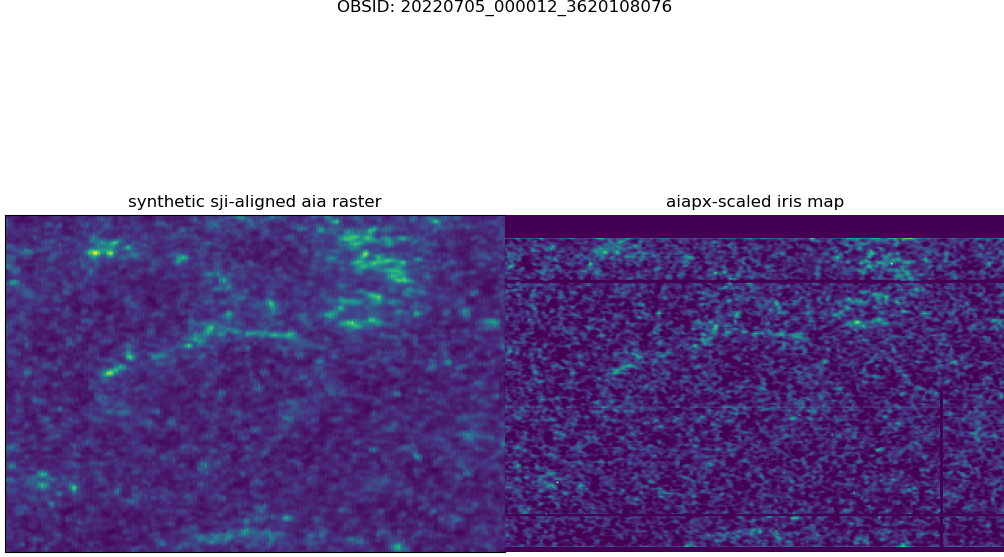 OBSID: 20220705_000012_3620108076
synthetic sji-aligned aia raster
aiapx-scaled iris map